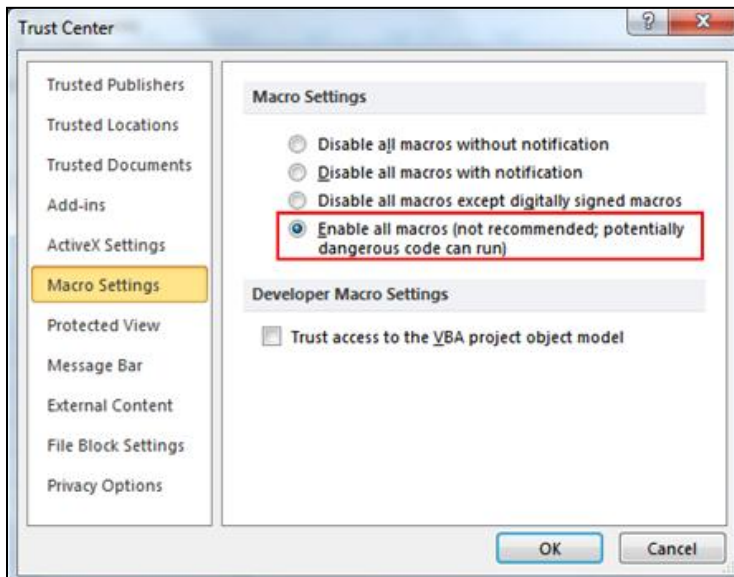 Trust Center
Trusted Publishers
Trusted Locations
Trusted Documents
Add-ins
ActiveX Settings
Macro Settings
Protected View
Message Bar
External Content
File Block Settings
Privacy Options
Macro Settings
Disable all macros without notification
Disable all macros with notification
Disable all macros except digitally signed macros
Enable all macros (not recommended; potentially
dangerous code can run)
Developer Macro Settings
Trust access to the VBA project object model
OK
Cancel